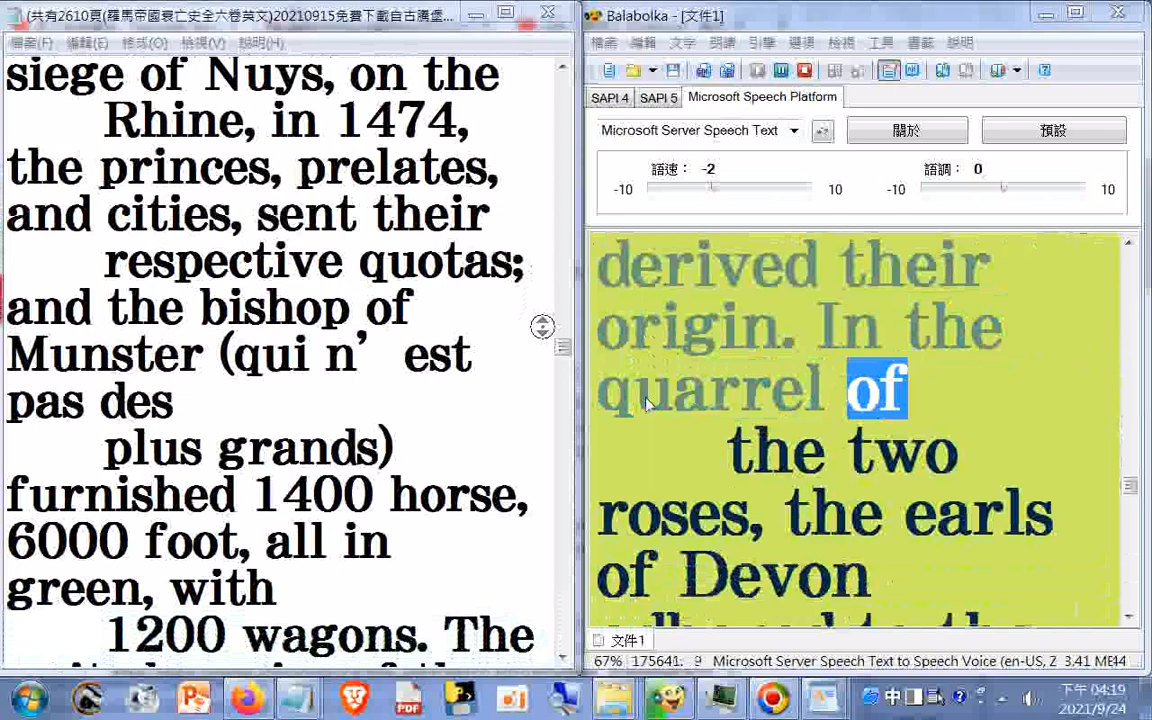 (共有2610頁(羅馬帝國衰亡史全六卷英文)20210915免費下載自古騰堡...
檔案(F) 編輯(E) 格式(O) 檢視(V) 說明(H)
siege of Nuys, on the
Rhine, in 1474,
the princes, prelates,
and cities, sent their
respective quotas;
and the bishop of
Munster (qui n’est
pas des
plus grands)
furnished 1400 horse,
6000 foot, all in
green, with
1200 wagons. The
Balabolka - [文件1]
檔案 編輯 文字 朗讀 引擎 選項 檢視 工具 書籤 說明
SAPI 4 SAPI 5 Microsoft Speech Platform
Microsoft Server Speech Text 關於 預設
語速: -2 語調: 0
-10 10 -10 10
derived their
origin. In the
quarrel of
the two
roses, the earls
of Devon
文件1
67% 175641. 9 Microsoft Server Speech Text to Speech Voice (en-US, Z 3.41 ME44
中 下午 04:19
2021/9/24